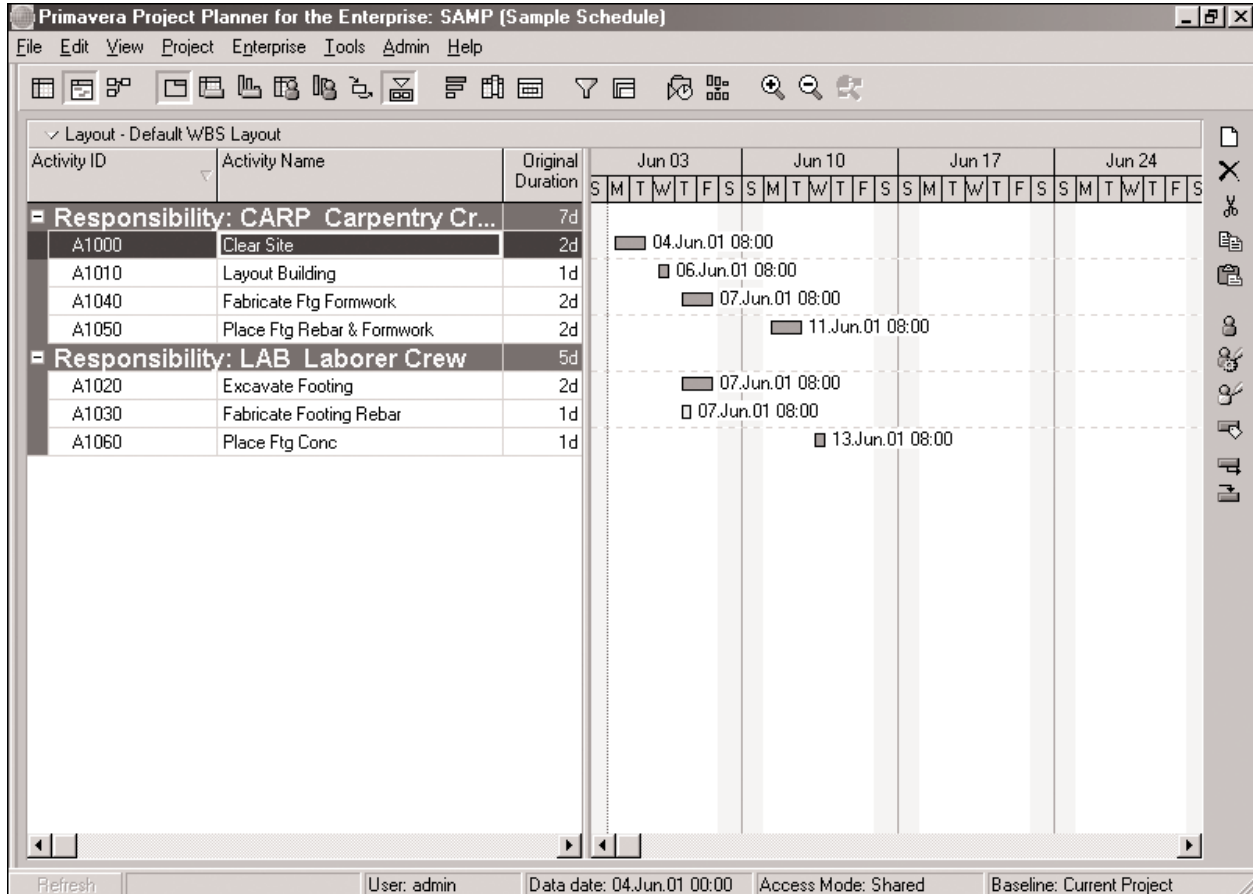 Primavera Project Planner for the Enterprise: SAMP (Sample Schedule)
File Edit View Project Enterprise Tools Admin Help
Layout - Default WBS Layout
Activity ID Activity Name Original Duration Jun 03 Jun 10 Jun 17 Jun 24
S M T W T F S S M T W T F S S M T W T F S S M T W T F S
Responsibility: CARP Carpentry Cr... 7d
A1000 Clear Site 2d 04.Jun.01 08:00
A1010 Layout Building 1d 06.Jun.01 08:00
A1040 Fabricate Ftg Formwork 2d 07.Jun.01 08:00
A1050 Place Ftg Rebar & Formwork 2d 11.Jun.01 08:00
Responsibility: LAB Laborer Crew 5d
A1020 Excavate Footing 2d 07.Jun.01 08:00
A1030 Fabricate Footing Rebar 1d 07.Jun.01 08:00
A1060 Place Ftg Conc 1d 13.Jun.01 08:00
Refresh User: admin Data date: 04.Jun.01 00:00 Access Mode: Shared Baseline: Current Project